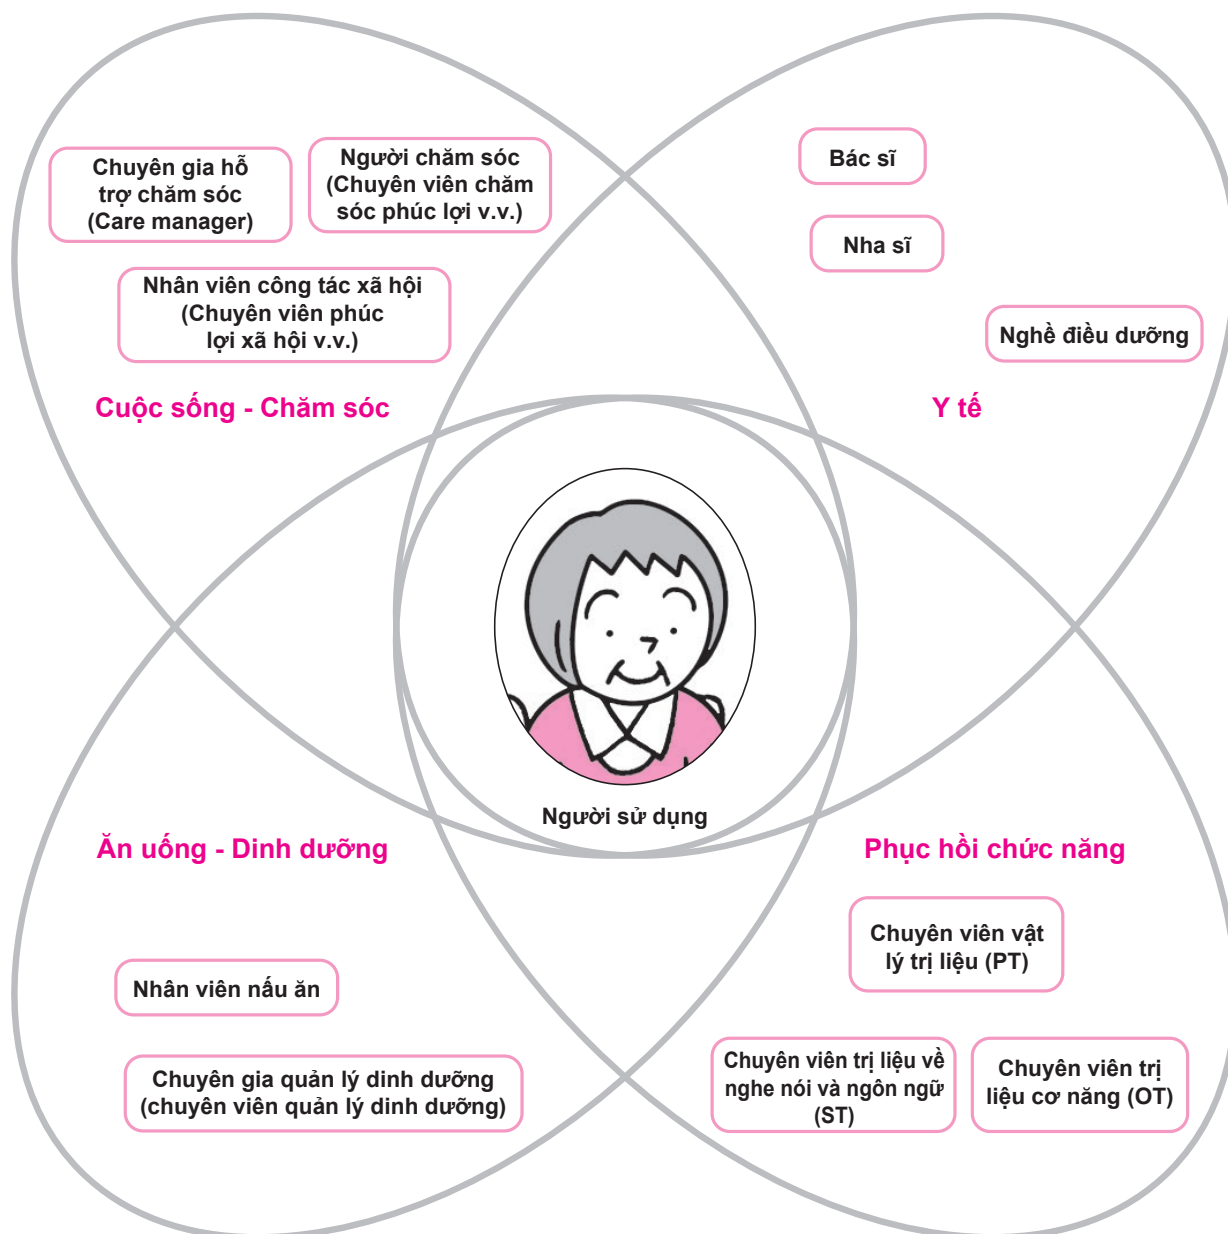 Chuyên gia hỗ
trợ chăm sóc
(Care manager)
Người chăm sóc
(Chuyên viên chăm
sóc phúc lợi v.v.)
Nhân viên công tác xã hội
(Chuyên viên phúc
lợi xã hội v.v.)
Cuộc sống - Chăm sóc
Bác sĩ
Nha sĩ
Nghề điều dưỡng
Y tế
Người sử dụng
Ăn uống - Dinh dưỡng
Nhân viên nấu ăn
Chuyên gia quản lý dinh dưỡng
(chuyên viên quản lý dinh dưỡng)
Phục hồi chức năng
Chuyên viên vật
lý trị liệu (PT)
Chuyên viên trị liệu về
nghe nói và ngôn ngữ
(ST)
Chuyên viên trị
liệu cơ năng (OT)